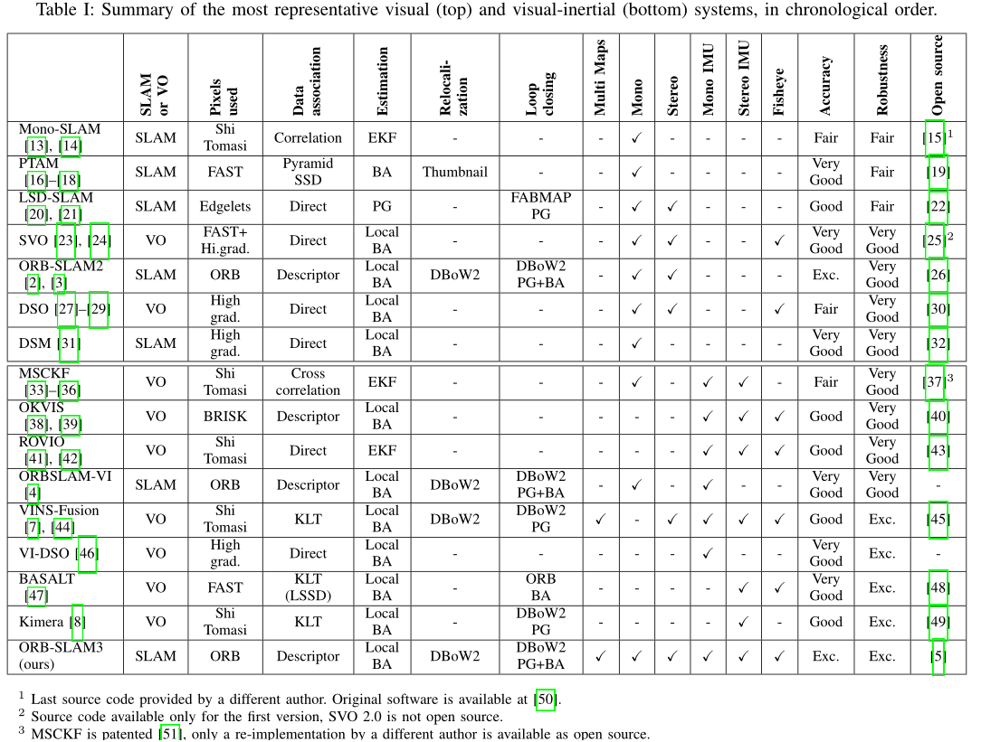 Table I: Summary of the most representative visual (top) and visual-inertial (bottom) systems, in chronological order.
SLAM or VO | Pixels used | Data association | Estimation | Relocali-zation | Loop closing | Multi Maps | Mono | Stereo | Mono IMU | Stereo IMU | Fisheye | Accuracy | Robustness | Open source
Mono-SLAM [13], [14] | SLAM | Shi Tomasi | Correlation | EKF | - | - | - | ✓ | - | - | - | - | Fair | Fair | [15]1
PTAM [16]–[18] | SLAM | FAST | Pyramid SSD | BA | Thumbnail | - | - | ✓ | - | - | - | - | Very Good | Fair | [19]
LSD-SLAM [20], [21] | SLAM | Edgelets | Direct | PG | - | FABMAP PG | - | ✓ | ✓ | - | - | - | Good | Fair | [22]
SVO [23], [24] | VO | FAST+ Hi.grad. | Direct | Local BA | - | - | - | ✓ | ✓ | - | - | ✓ | Very Good | Very Good | [25]2
ORB-SLAM2 [2], [3] | SLAM | ORB | Descriptor | Local BA | DBoW2 | DBoW2 PG+BA | - | ✓ | ✓ | - | - | - | Exc. | Very Good | [26]
DSO [27]–[29] | VO | High grad. | Direct | Local BA | - | - | - | ✓ | ✓ | - | - | ✓ | Fair | Very Good | [30]
DSM [31] | SLAM | High grad. | Direct | Local BA | - | - | - | ✓ | - | - | - | - | Very Good | Very Good | [32]
MSCKF [33]–[36] | VO | Shi Tomasi | Cross correlation | EKF | - | - | - | ✓ | - | ✓ | ✓ | - | Fair | Very Good | [37]3
OKVIS [38], [39] | VO | BRISK | Descriptor | Local BA | - | - | - | - | - | ✓ | ✓ | ✓ | Good | Very Good | [40]
ROVIO [41], [42] | VO | Shi Tomasi | Direct | EKF | - | - | - | - | - | ✓ | ✓ | ✓ | Good | Very Good | [43]
ORBSLAM-VI [4] | SLAM | ORB | Descriptor | Local BA | DBoW2 | DBoW2 PG+BA | - | ✓ | - | ✓ | - | - | Very Good | Very Good | -
VINS-Fusion [7], [44] | VO | Shi Tomasi | KLT | Local BA | DBoW2 | DBoW2 PG | ✓ | - | ✓ | ✓ | ✓ | ✓ | Good | Exc. | [45]
VI-DSO [46] | VO | High grad. | Direct | Local BA | - | - | - | - | - | ✓ | - | - | Very Good | Exc. | -
BASALT [47] | VO | FAST | KLT (LSSD) | Local BA | - | ORB BA | - | - | - | - | ✓ | ✓ | Very Good | Exc. | [48]
Kimera [8] | VO | Shi Tomasi | KLT | Local BA | - | DBoW2 PG | - | - | - | - | ✓ | - | Good | Exc. | [49]
ORB-SLAM3 (ours) | SLAM | ORB | Descriptor | Local BA | DBoW2 | DBoW2 PG+BA | ✓ | ✓ | ✓ | ✓ | ✓ | ✓ | Exc. | Exc. | [5]
1 Last source code provided by a different author. Original software is available at [50].
2 Source code available only for the first version, SVO 2.0 is not open source.
3 MSCKF is patented [51], only a re-implementation by a different author is available as open source.